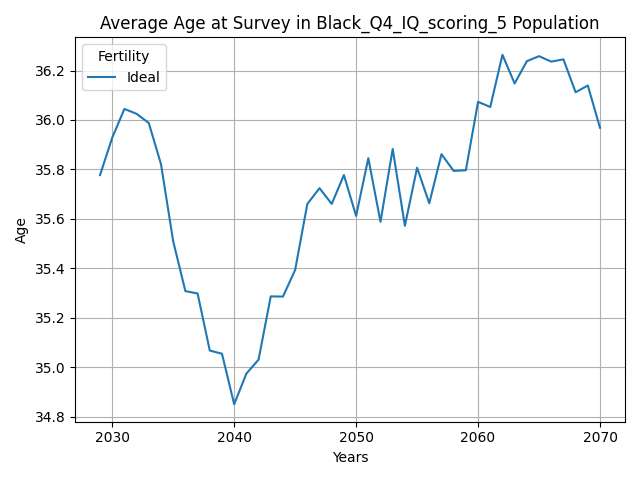 Average Age at Survey in Black_Q4_IQ_scoring_5 Population
Fertility
Ideal
Age
36.2
36.0
35.8
35.6
35.4
35.2
35.0
34.8
2030 2040 2050 2060 2070
Years